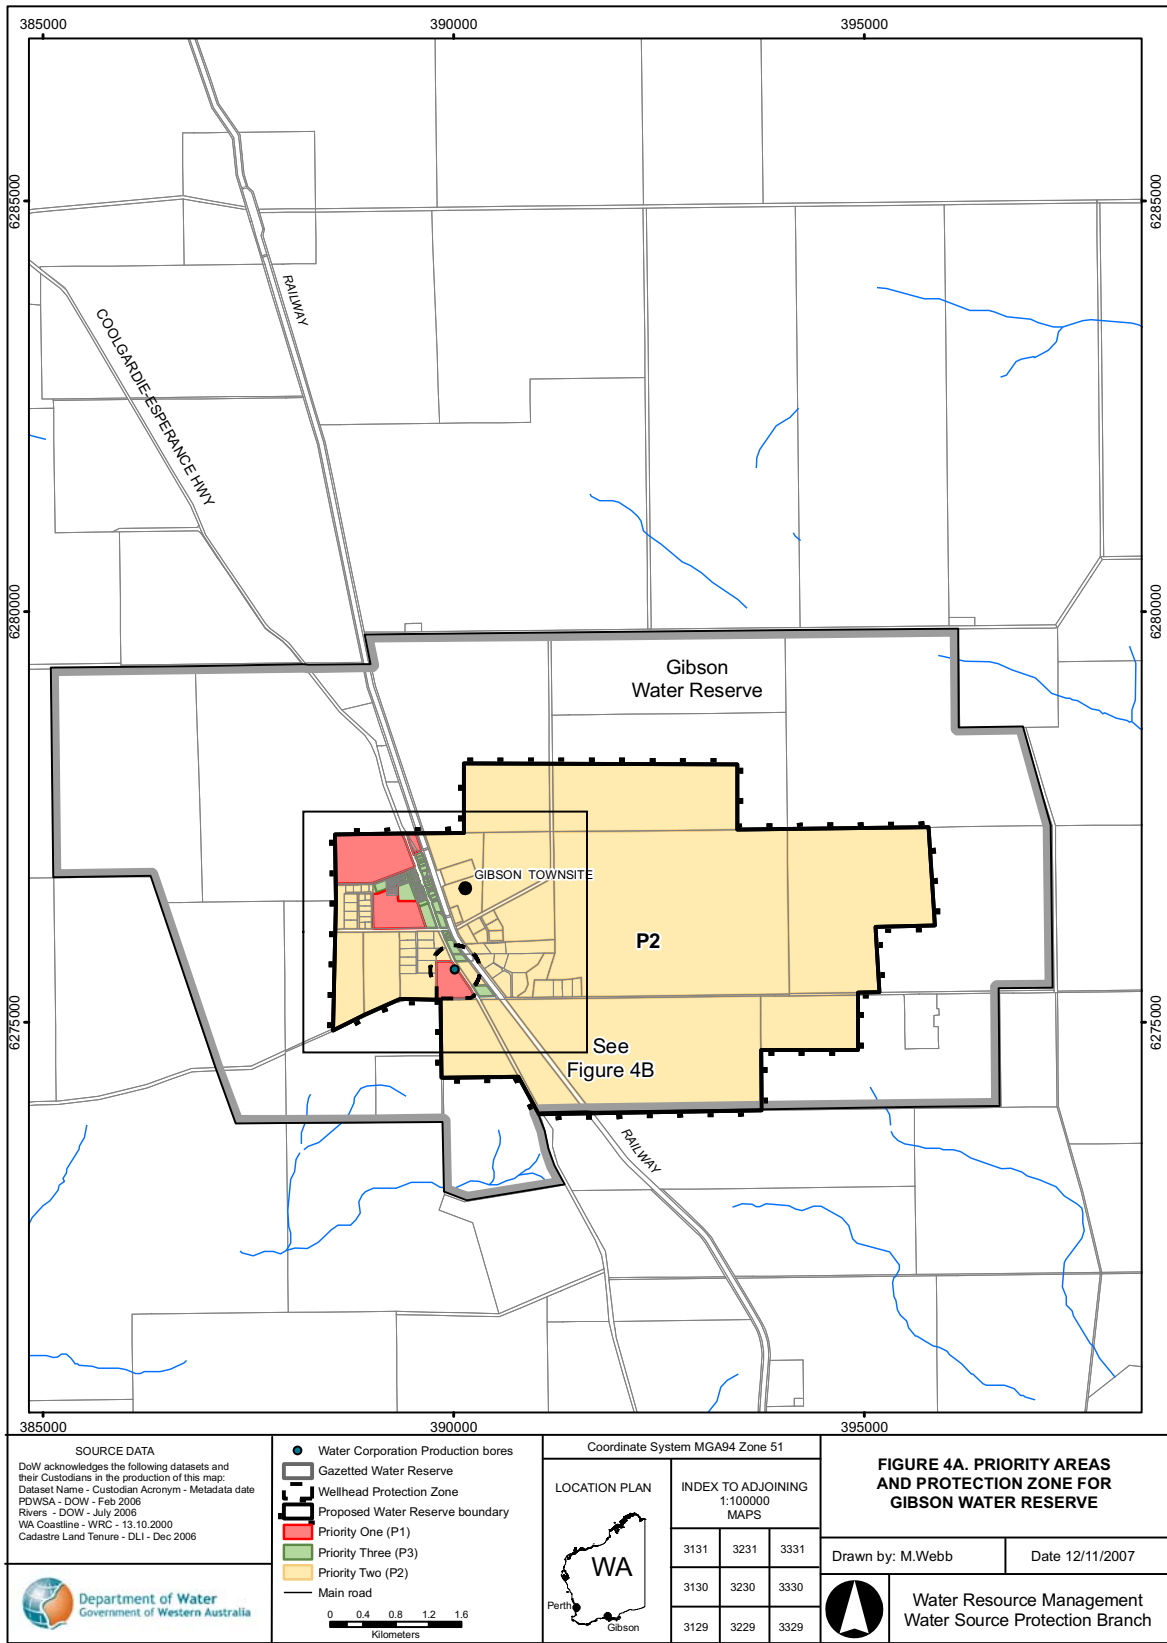 385000
390000
395000
6285000
6285000
RAILWAY
COOLGARDIE-ESPERANCE HWY
6280000
6280000
Gibson
Water Reserve
GIBSON TOWNSITE
P2
6275000
6275000
See
Figure 4B
RAILWAY
385000
390000
395000
SOURCE DATA
DoW acknowledges the following datasets and
their Custodians in the production of this map:
Dataset Name - Custodian Acronym - Metadata date
PDWSA - DOW - Feb 2006
Rivers - DOW - July 2006
WA Coastline - WRC - 13.10.2000
Cadastre Land Tenure - DLI - Dec 2006
Department of Water
Government of Western Australia
Water Corporation Production bores
Gazetted Water Reserve
Wellhead Protection Zone
Proposed Water Reserve boundary
Priority One (P1)
Priority Three (P3)
Priority Two (P2)
Main road
0 0.4 0.8 1.2 1.6
Kilometers
Coordinate System MGA94 Zone 51
LOCATION PLAN
WA
Perth
Gibson
INDEX TO ADJOINING
1:100000
MAPS
3131 3231 3331
3130 3230 3330
3129 3229 3329
FIGURE 4A. PRIORITY AREAS
AND PROTECTION ZONE FOR
GIBSON WATER RESERVE
Drawn by: M.Webb
Date 12/11/2007
Water Resource Management
Water Source Protection Branch